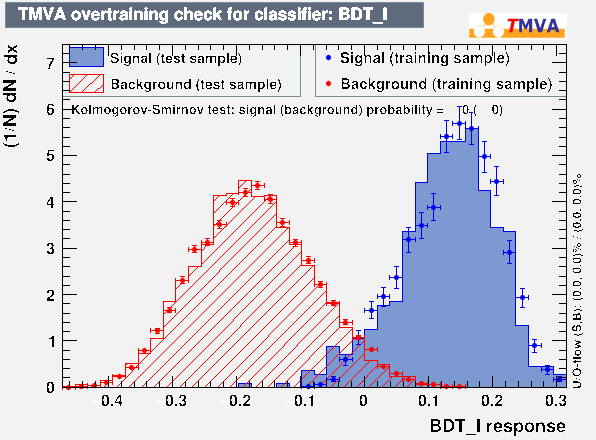 TMVA overtraining check for classifier: BDT_I
TMVA
Signal (test sample)
Signal (training sample)
Background (test sample)
Background (training sample)
Kolmogorov-Smirnov test: signal (background) probability = 0 ( 0)
(1/N) dN / dx
7
6
5
4
3
2
1
0
−0.4 −0.3 −0.2 −0.1 0 0.1 0.2 0.3
BDT_I response
U/O-flow (S,B): (0.0, 0.0)% / (0.0, 0.0)%